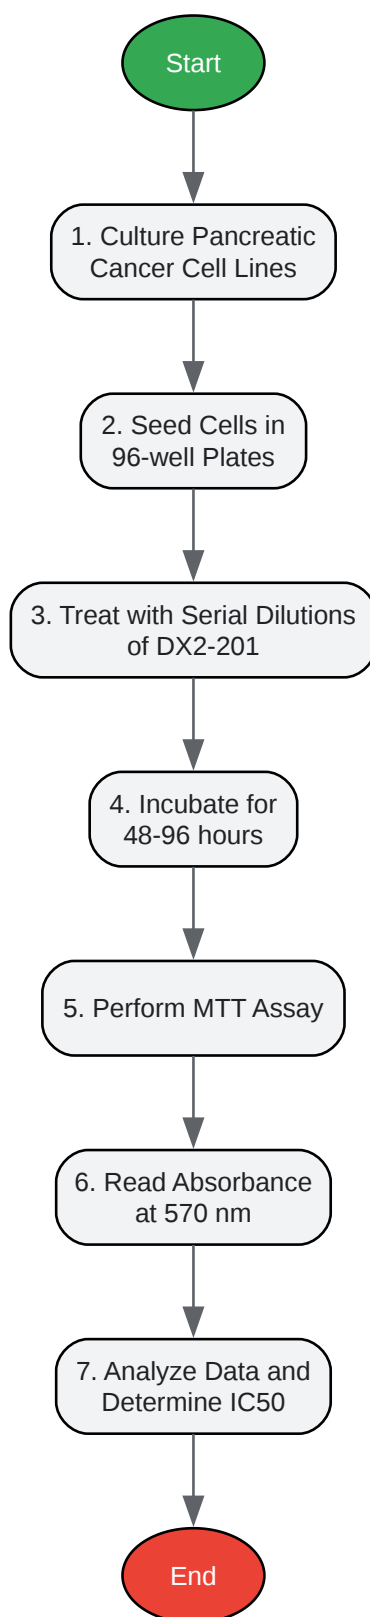 Start
1. Culture Pancreatic
Cancer Cell Lines
2. Seed Cells in
96-well Plates
3. Treat with Serial Dilutions
of DX2-201
4. Incubate for
48-96 hours
5. Perform MTT Assay
6. Read Absorbance
at 570 nm
7. Analyze Data and
Determine IC50
End